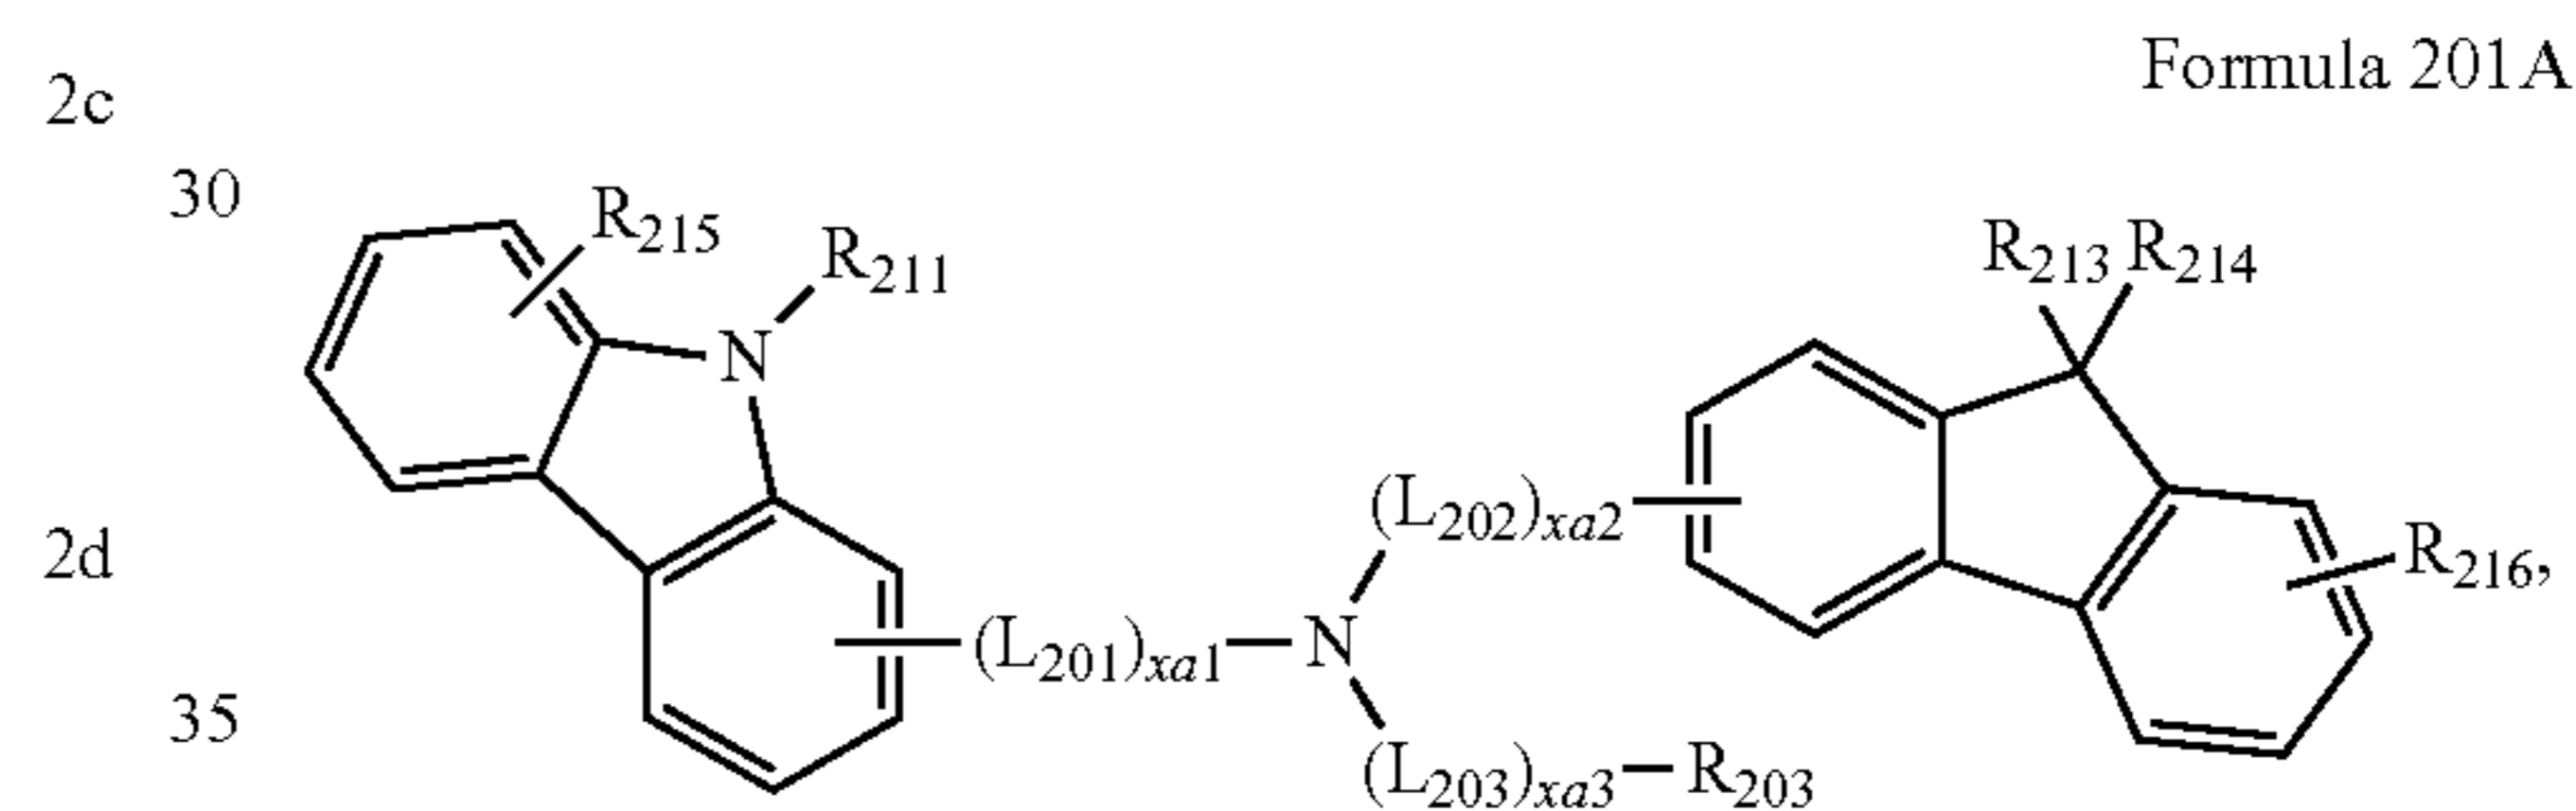 Formula 201A
2c
30
R215
R211
N
R213 R214
(L202)xa2
R216,
2d
(L201)xa1
N
35
(L203)xa3
R203